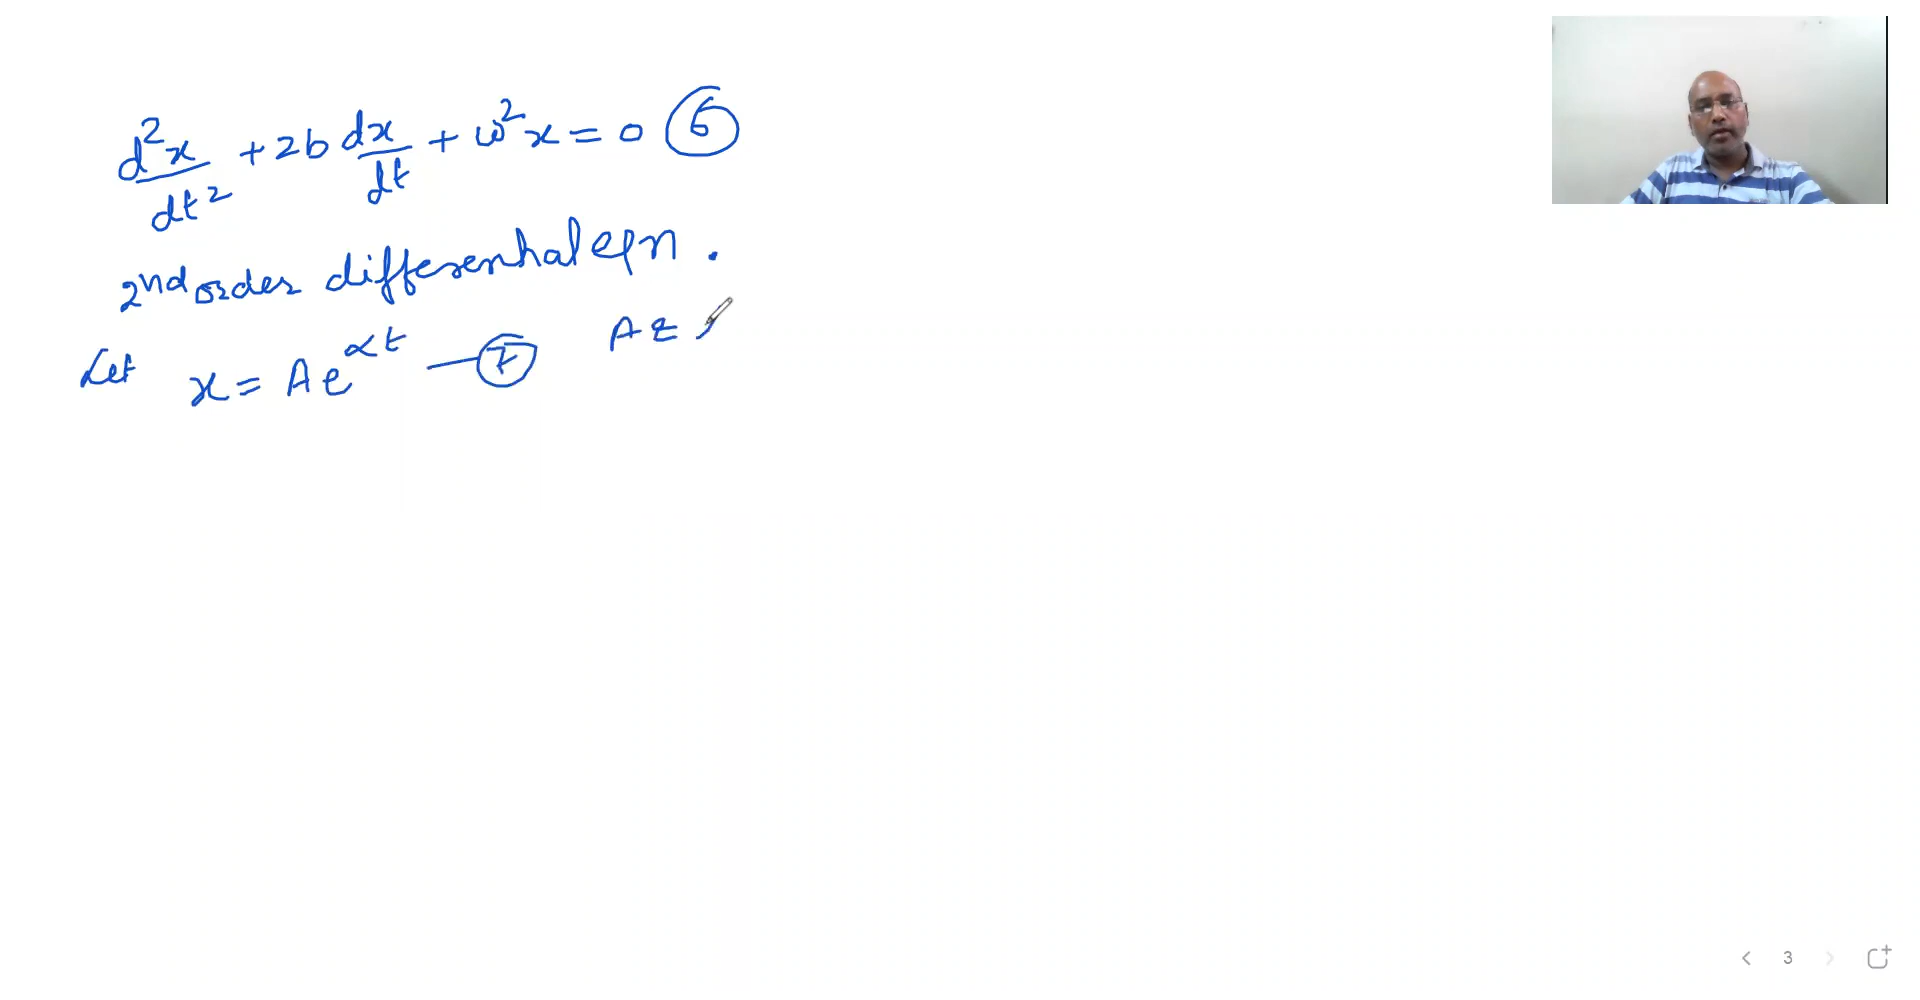 d²x/dt² + 2b dx/dt + ω²x = 0 6
2nd order differential eqn.
Let x = Ae^αt — 7 A &
3